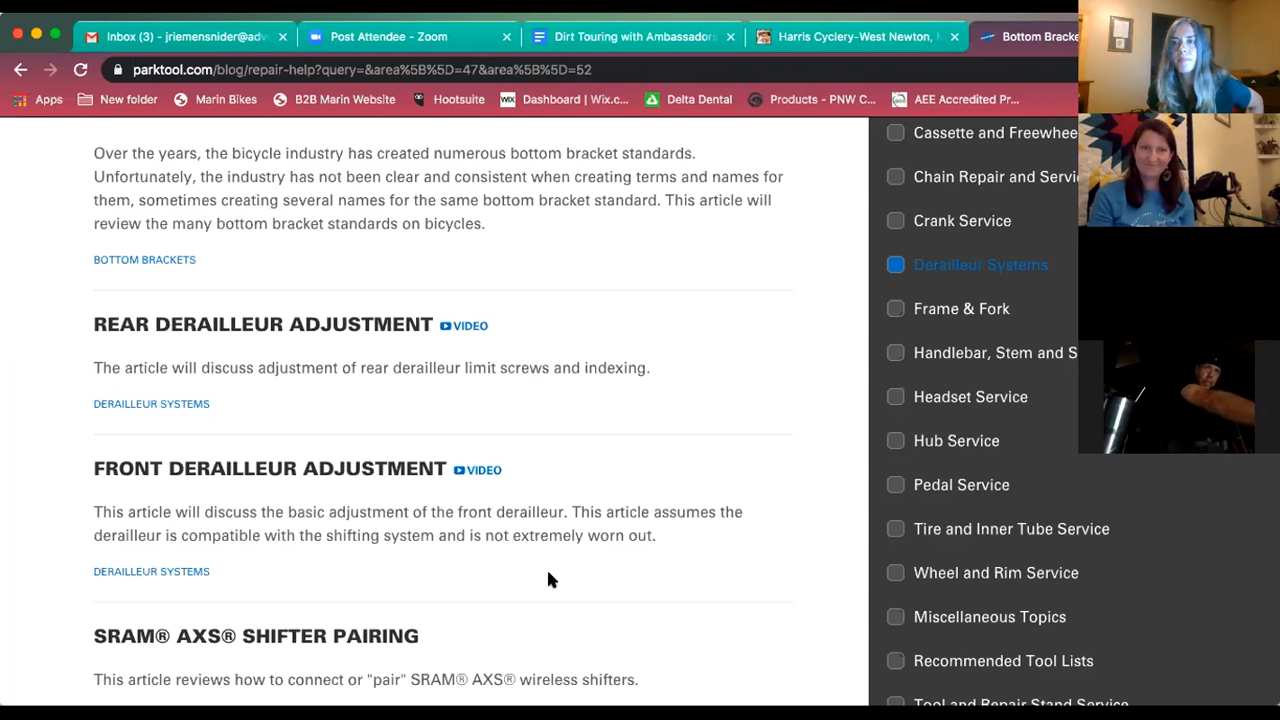 Inbox (3) - jriemensnider@adv
Post Attendee - Zoom
Dirt Touring with Ambassadors
Harris Cyclery-West Newton,
Bottom Bracke
parktool.com/blog/repair-help?query=&area%5B%5D=47&area%5B%5D=52
Apps
New folder
Marin Bikes
B2B Marin Website
Hootsuite
WIX
Dashboard | Wix.c...
Delta Dental
Products - PNW C...
AEE Accredited Pr...
Over the years, the bicycle industry has created numerous bottom bracket standards.
Unfortunately, the industry has not been clear and consistent when creating terms and names for
them, sometimes creating several names for the same bottom bracket standard. This article will
review the many bottom bracket standards on bicycles.
BOTTOM BRACKETS
REAR DERAILLEUR ADJUSTMENT VIDEO
The article will discuss adjustment of rear derailleur limit screws and indexing.
DERAILLEUR SYSTEMS
FRONT DERAILLEUR ADJUSTMENT VIDEO
This article will discuss the basic adjustment of the front derailleur. This article assumes the
derailleur is compatible with the shifting system and is not extremely worn out.
DERAILLEUR SYSTEMS
SRAM® AXS® SHIFTER PAIRING
This article reviews how to connect or "pair" SRAM® AXS® wireless shifters.
Cassette and Freewhee
Chain Repair and Servi
Crank Service
Derailleur Systems
Frame & Fork
Handlebar, Stem and S
Headset Service
Hub Service
Pedal Service
Tire and Inner Tube Service
Wheel and Rim Service
Miscellaneous Topics
Recommended Tool Lists
Tool and Repair Stand Service